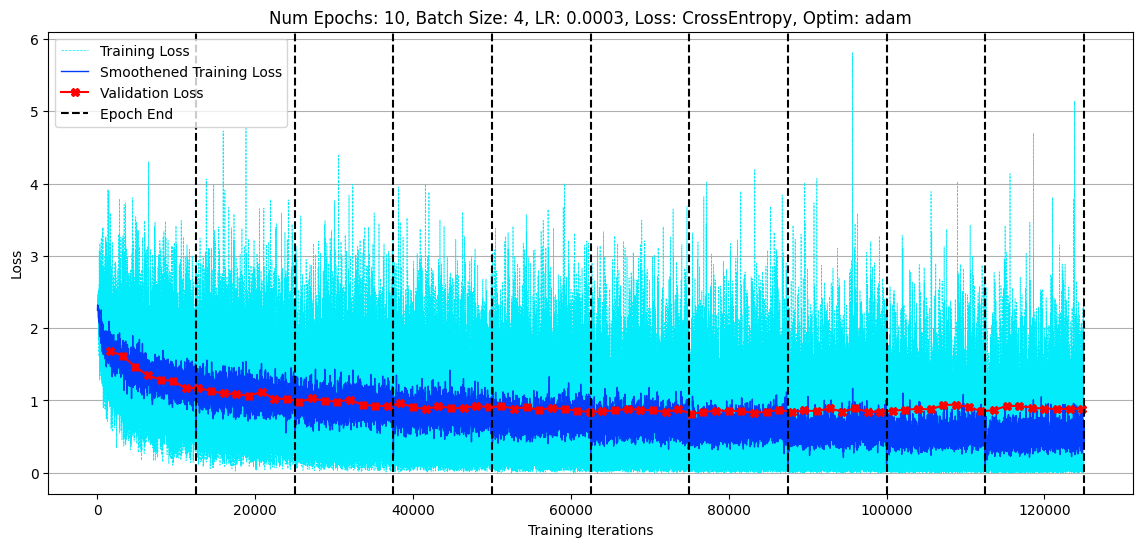 Num Epochs: 10, Batch Size: 4, LR: 0.0003, Loss: CrossEntropy, Optim: adam
Training Loss
Smoothened Training Loss
Validation Loss
Epoch End
6
5
4
3
2
1
0
Loss
0 20000 40000 60000 80000 100000 120000
Training Iterations